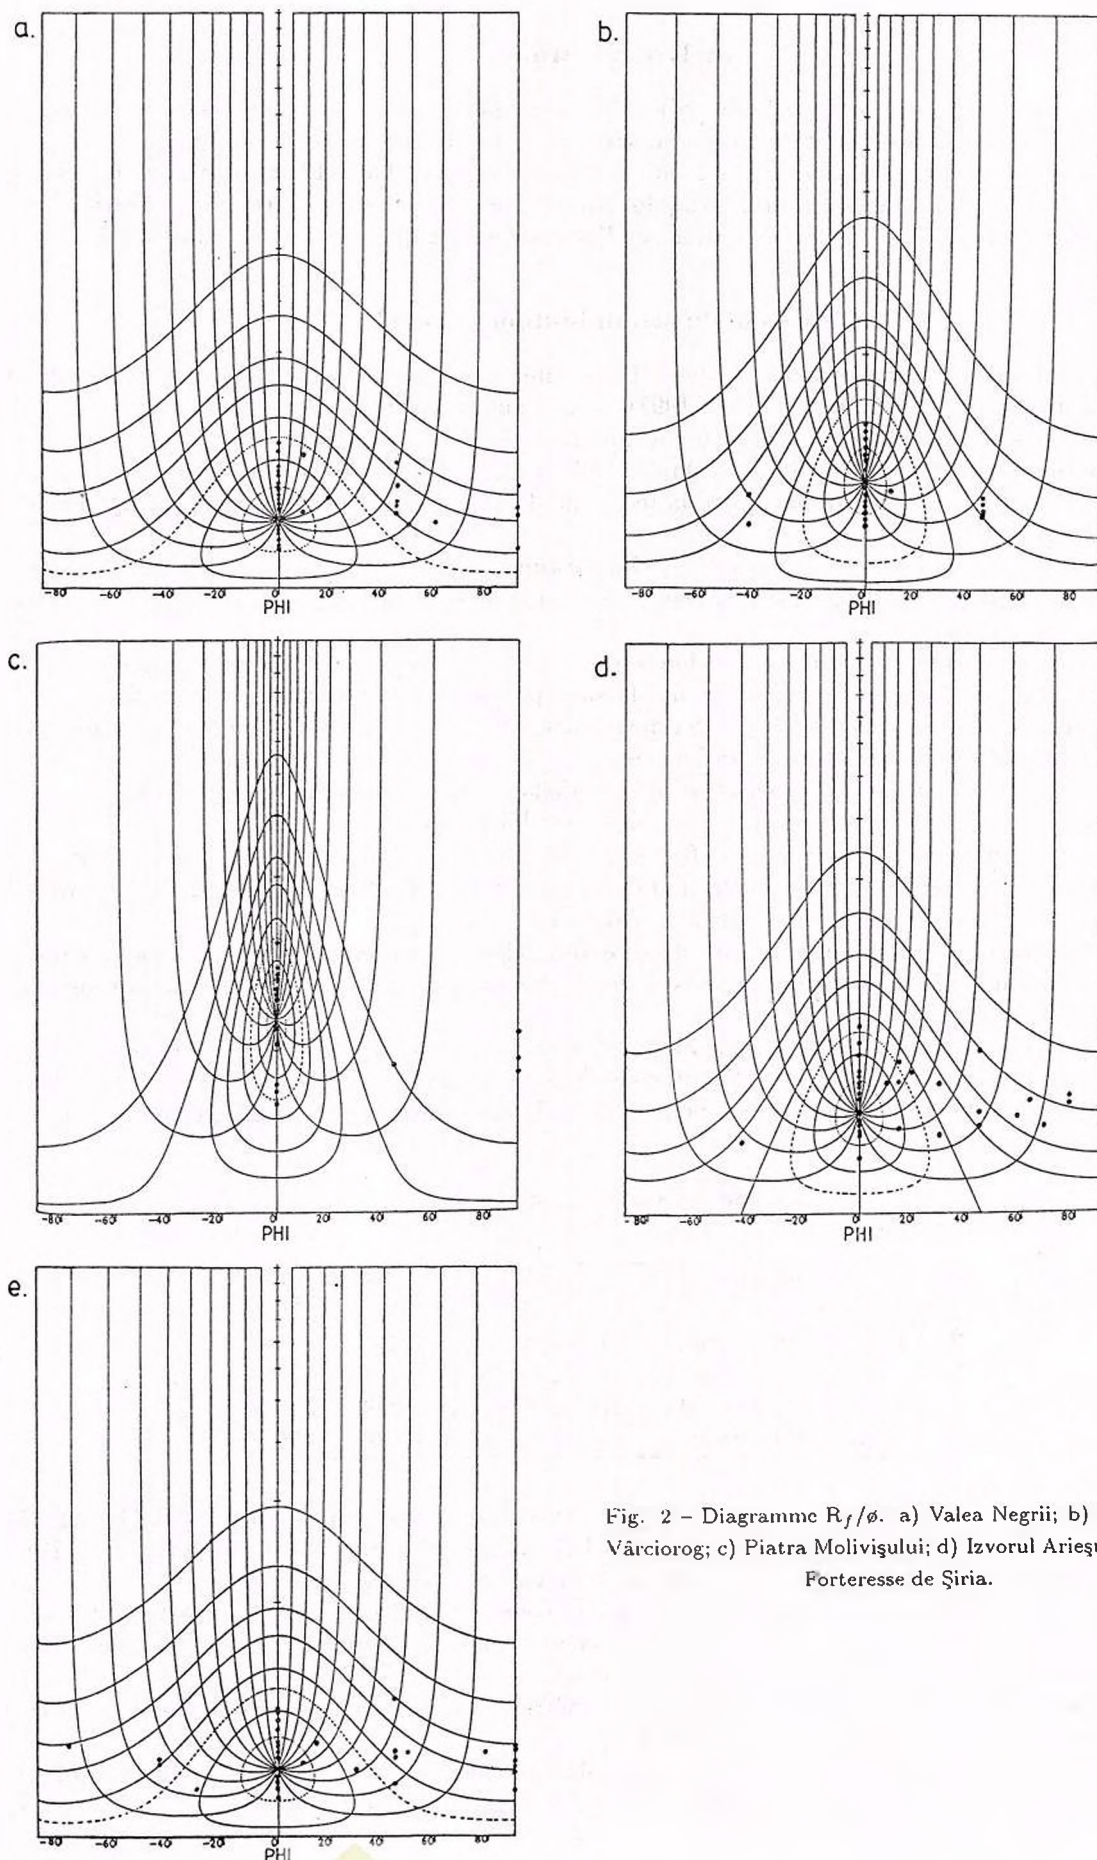 a.
-80° -60° -40° -20° 0° 20° 40° 60° 80°
PHI
b.
-80° -60° -40° -20° 0° 20° 40° 60° 80°
PHI
c.
-80° -60° -40° -20° 0° 20° 40° 60° 80°
PHI
d.
-80° -60° -40° -20° 0° 20° 40° 60° 80°
PHI
e.
-80° -60° -40° -20° 0° 20° 40° 60° 80°
PHI
Fig. 2 – Diagramme R_f/ø. a) Valea Negrii; b)
Vârciorog; c) Piatra Molivişului; d) Izvorul Arieşu
Forteresse de Şiria.